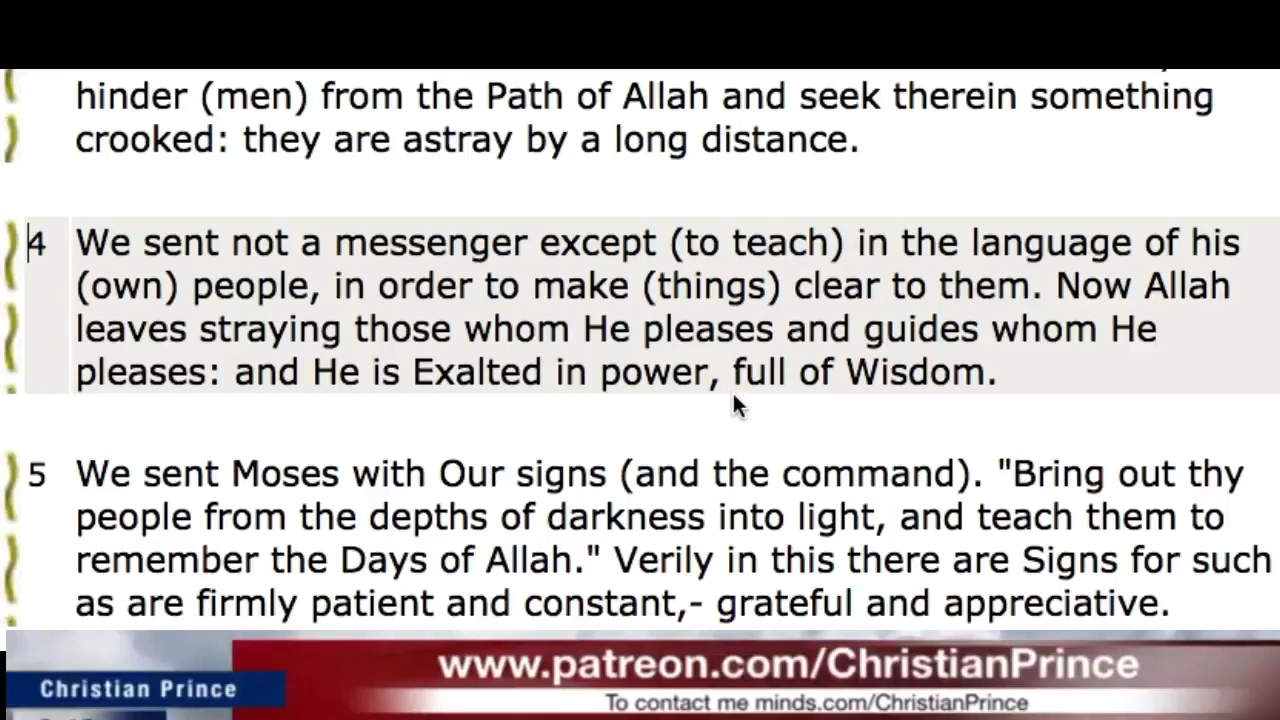 hinder (men) from the Path of Allah and seek therein something
crooked: they are astray by a long distance.
4 We sent not a messenger except (to teach) in the language of his
(own) people, in order to make (things) clear to them. Now Allah
leaves straying those whom He pleases and guides whom He
pleases: and He is Exalted in power, full of Wisdom.
5 We sent Moses with Our signs (and the command). "Bring out thy
people from the depths of darkness into light, and teach them to
remember the Days of Allah." Verily in this there are Signs for such
as are firmly patient and constant,- grateful and appreciative.
www.patreon.com/ChristianPrince
Christian Prince
To contact me minds.com/ChristianPrince